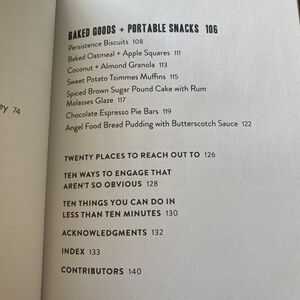 BAKED GOODS + PORTABLE SNACKS 106
Persistence Biscuits 108
Baked Oatmeal + Apple Squares 111
Coconut + Almond Granola 113
Sweet Potato Tzimmes Muffins 115
Spiced Brown Sugar Pound Cake with Rum
Molasses Glaze 117
Chocolate Espresso Pie Bars 119
Angel Food Bread Pudding with Butterscotch Sauce 122
74
TWENTY PLACES TO REACH OUT TO 126
TEN WAYS TO ENGAGE THAT
AREN'T SO OBVIOUS 128
TEN THINGS YOU CAN DO IN
LESS THAN TEN MINUTES 130
ACKNOWLEDGMENTS 132
INDEX 133
CONTRIBUTORS 140